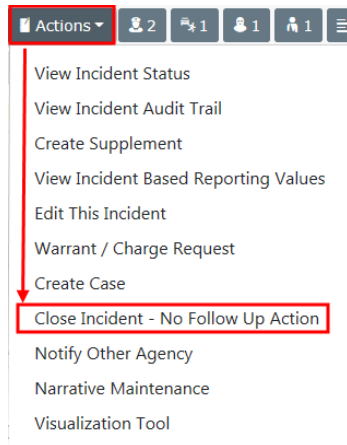 Actions 2 1 1 1
View Incident Status
View Incident Audit Trail
Create Supplement
View Incident Based Reporting Values
Edit This Incident
Warrant / Charge Request
Create Case
Close Incident - No Follow Up Action
Notify Other Agency
Narrative Maintenance
Visualization Tool